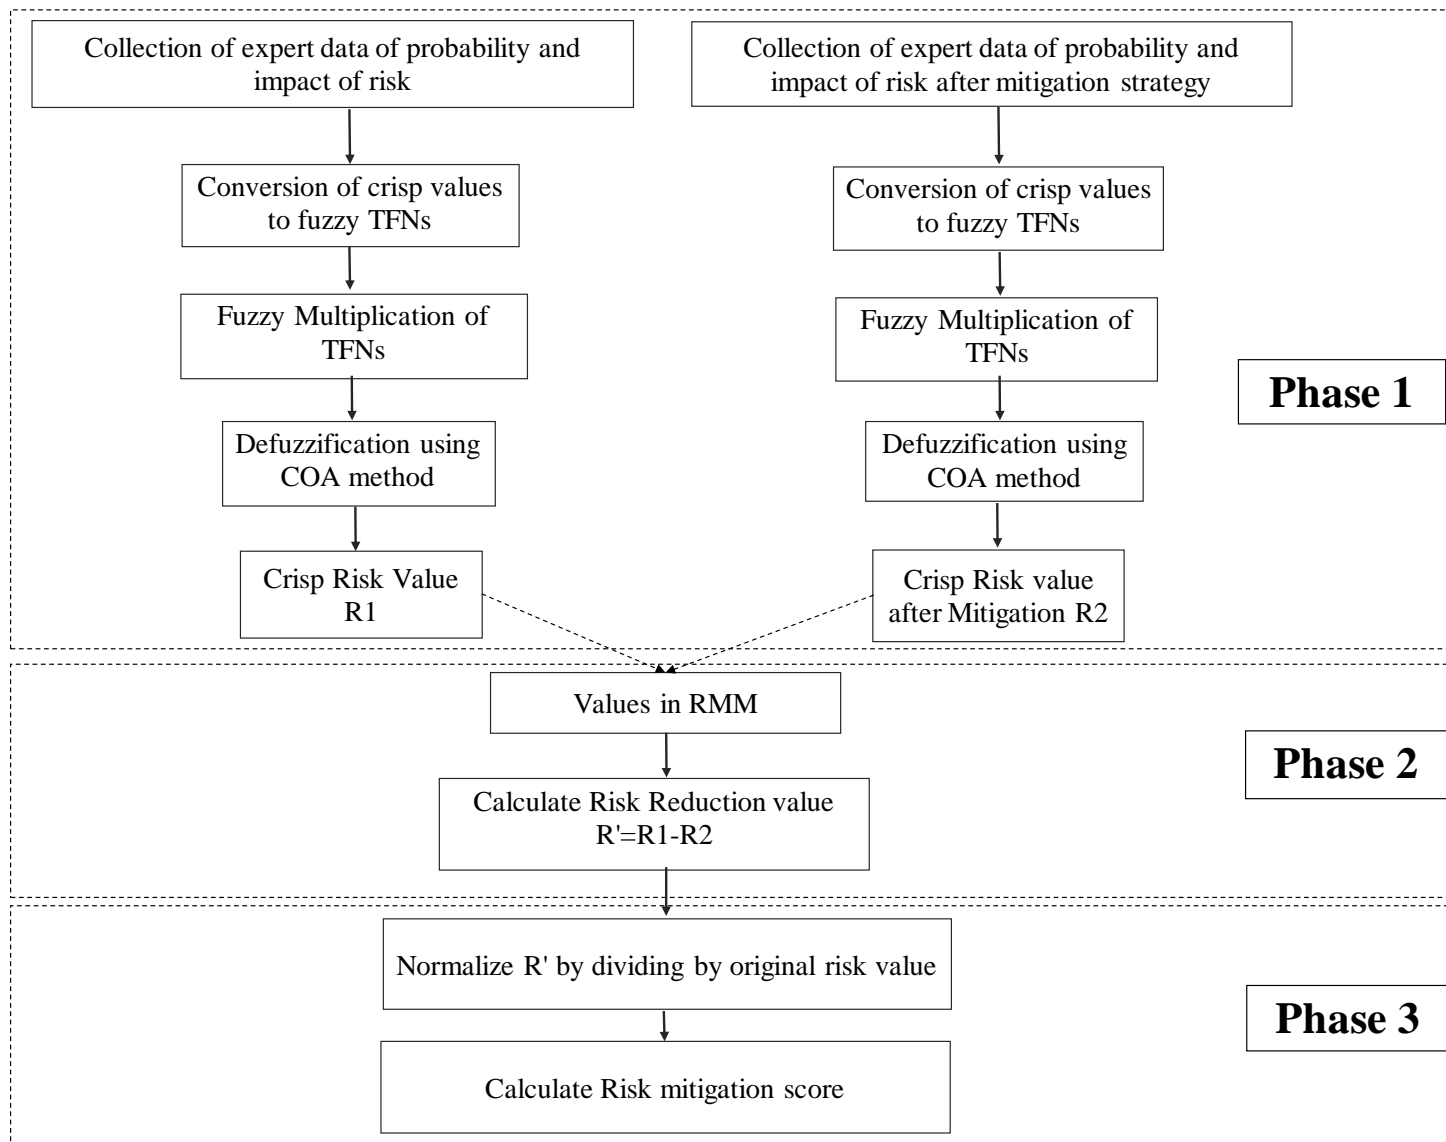 Collection of expert data of probability and
impact of risk
Conversion of crisp values
to fuzzy TFNs
Fuzzy Multiplication of
TFNs
Defuzzification using
COA method
Crisp Risk Value
R1
Collection of expert data of probability and
impact of risk after mitigation strategy
Conversion of crisp values
to fuzzy TFNs
Fuzzy Multiplication of
TFNs
Defuzzification using
COA method
Crisp Risk value
after Mitigation R2
Phase 1
Values in RMM
Calculate Risk Reduction value
R'=R1-R2
Phase 2
Normalize R' by dividing by original risk value
Calculate Risk mitigation score
Phase 3